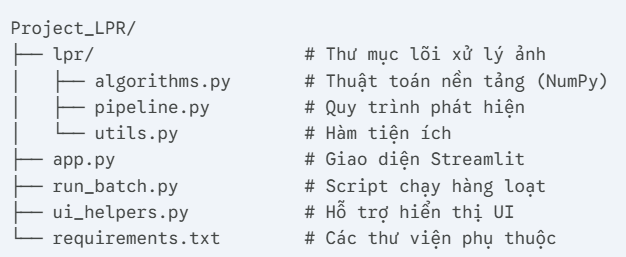 Project_LPR/
├── lpr/                # Thư mục lõi xử lý ảnh
│   ├── algorithms.py   # Thuật toán nền tảng (NumPy)
│   ├── pipeline.py     # Quy trình phát hiện
│   └── utils.py        # Hàm tiện ích
├── app.py              # Giao diện Streamlit
├── run_batch.py        # Script chạy hàng loạt
├── ui_helpers.py       # Hỗ trợ hiển thị UI
└── requirements.txt    # Các thư viện phụ thuộc